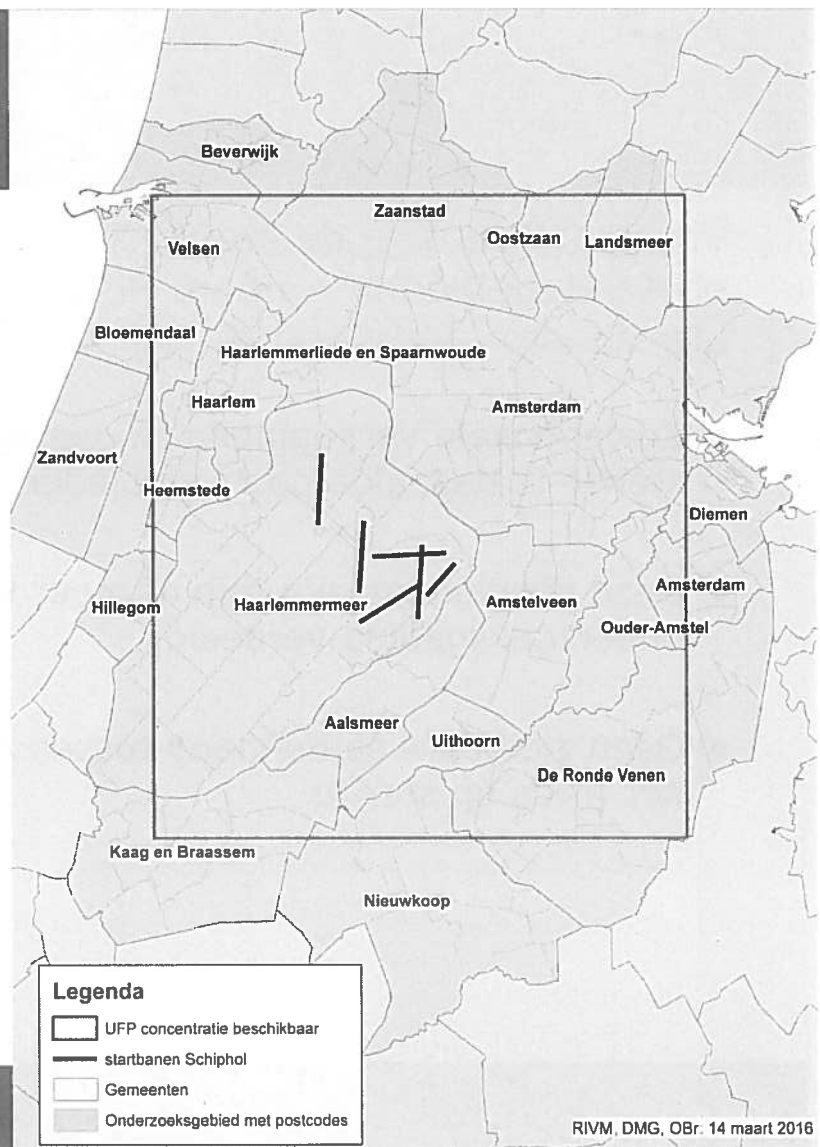 Beverwijk
Zaanstad
Oostzaan
Landsmeer
Velsen
Bloemendaal
Haarlemmerliede en Spaarnwoude
Haarlem
Amsterdam
Zandvoort
Heemstede
Diemen
Amsterdam
Hillegom
Haarlemmermeer
Amstelveen
Ouder-Amstel
Aalsmeer
Uithoorn
De Ronde Venen
Kaag en Braassem
Nieuwkoop
Legenda
UFP concentratie beschikbaar
startbanen Schiphol
Gemeenten
Onderzoeksgebied met postcodes
RIVM, DMG, OBr: 14 maart 2016